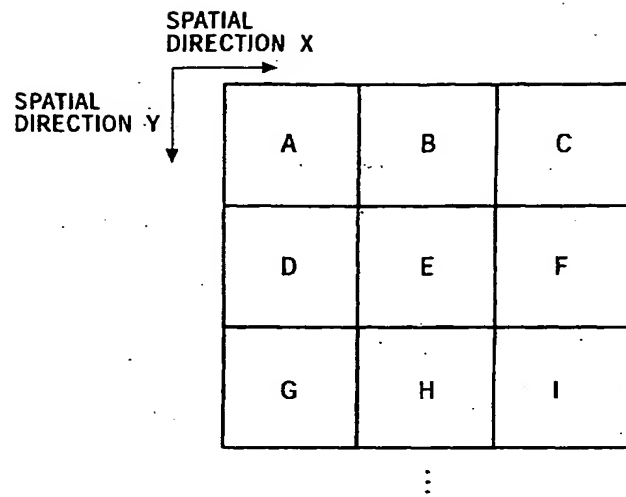 SPATIAL
DIRECTION X
SPATIAL
DIRECTION Y
A B C
D E F
G H I
⋮